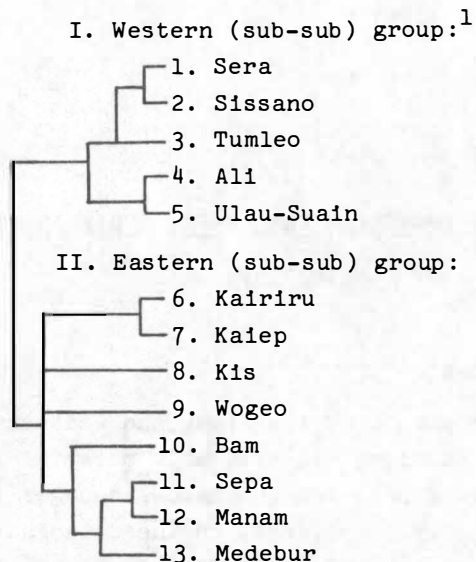 I. Western (sub-sub) group:1
1. Sera
2. Sissano
3. Tumleo
4. Ali
5. Ulau-Suain
II. Eastern (sub-sub) group:
6. Kairiru
7. Kaiep
8. Kis
9. Wogeo
10. Bam
11. Sepa
12. Manam
13. Medebur